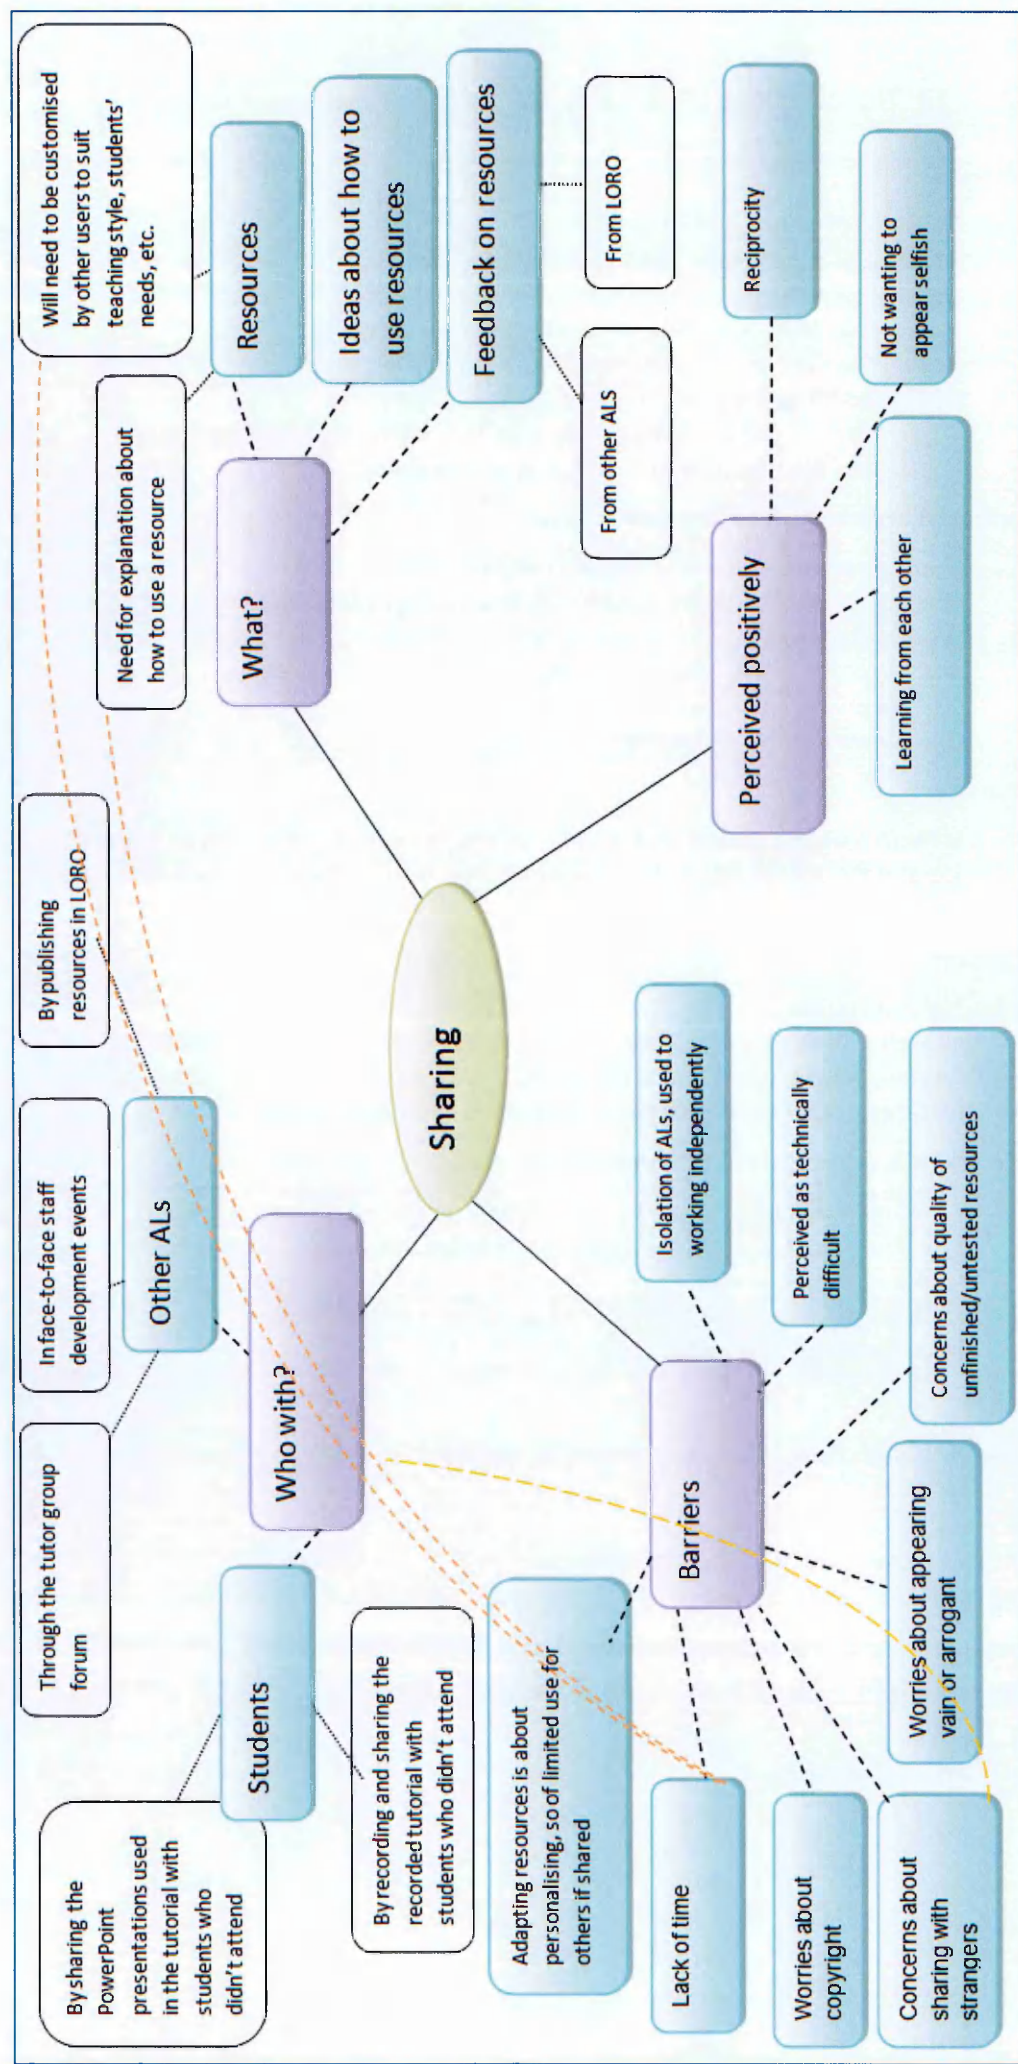 By sharing the
PowerPoint
presentations used
in the tutorial with
students who
didn't attend
Through the tutor group
forum
In face-to-face staff
development events
By publishing
resources in LORO
Need for explanation about
how to use a resource
Will need to be customised
by other users to suit
teaching style, students'
needs, etc.
Students
Other ALs
Resources
By recording and sharing the
recorded tutorial with
students who didn't attend
Who with?
What?
Ideas about how to
use resources
Feedback on resources
From other ALS
From LORO
Sharing
Adapting resources is about
personalising, so of limited use for
others if shared
Lack of time
Worries about
copyright
Concerns about
sharing with
strangers
Barriers
Worries about appearing
vain or arrogant
Isolation of ALs, used to
working independently
Perceived as technically
difficult
Concerns about quality of
unfinished/untested resources
Perceived positively
Reciprocity
Not wanting to
appear selfish
Learning from each other